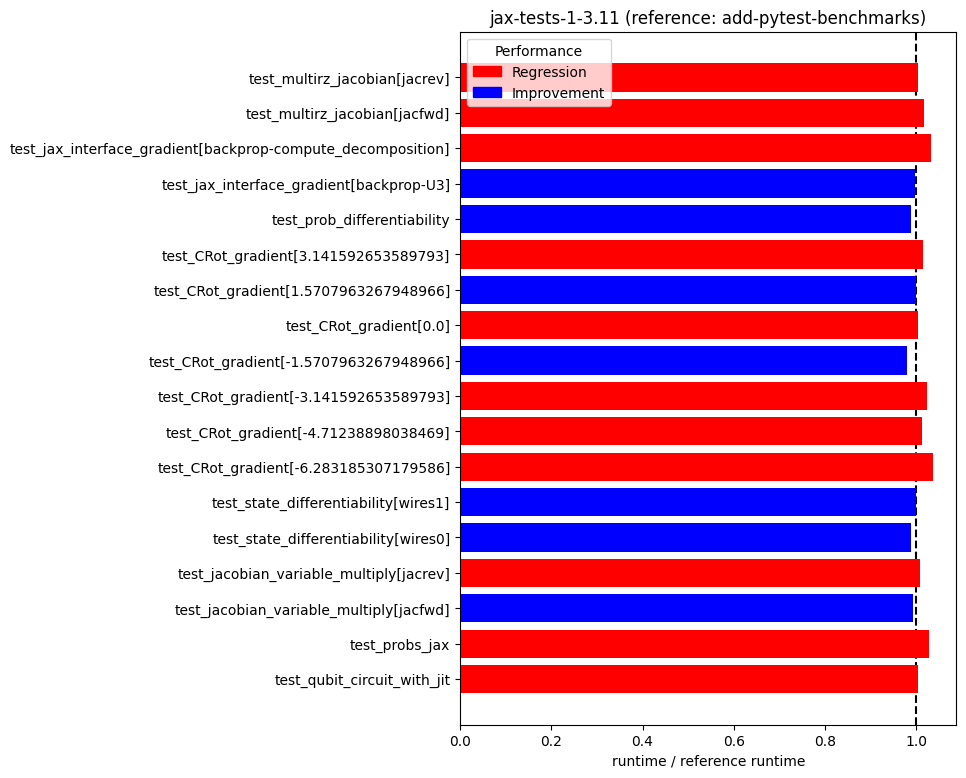 jax-tests-1-3.11 (reference: add-pytest-benchmarks)
Performance
Regression
Improvement
test_multirz_jacobian[jacrev]
test_multirz_jacobian[jacfwd]
test_jax_interface_gradient[backprop-compute_decomposition]
test_jax_interface_gradient[backprop-U3]
test_prob_differentiability
test_CRot_gradient[3.141592653589793]
test_CRot_gradient[1.5707963267948966]
test_CRot_gradient[0.0]
test_CRot_gradient[-1.5707963267948966]
test_CRot_gradient[-3.141592653589793]
test_CRot_gradient[-4.71238898038469]
test_CRot_gradient[-6.283185307179586]
test_state_differentiability[wires1]
test_state_differentiability[wires0]
test_jacobian_variable_multiply[jacrev]
test_jacobian_variable_multiply[jacfwd]
test_probs_jax
test_qubit_circuit_with_jit
0.0 0.2 0.4 0.6 0.8 1.0
runtime / reference runtime